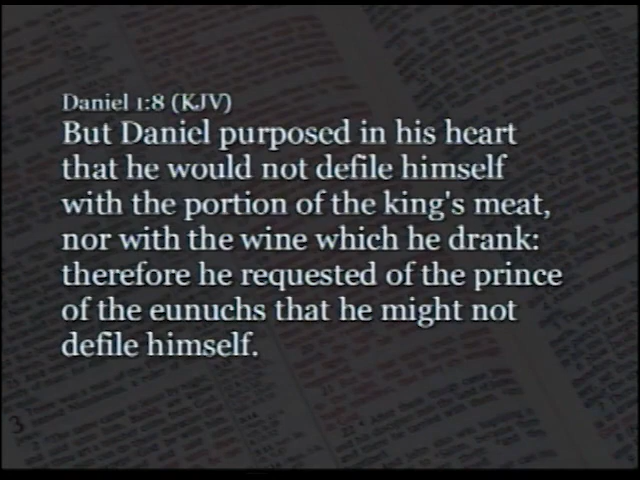 Daniel 1:8 (KJV)
But Daniel purposed in his heart
that he would not defile himself
with the portion of the king's meat,
nor with the wine which he drank:
therefore he requested of the prince
of the eunuchs that he might not
defile himself.